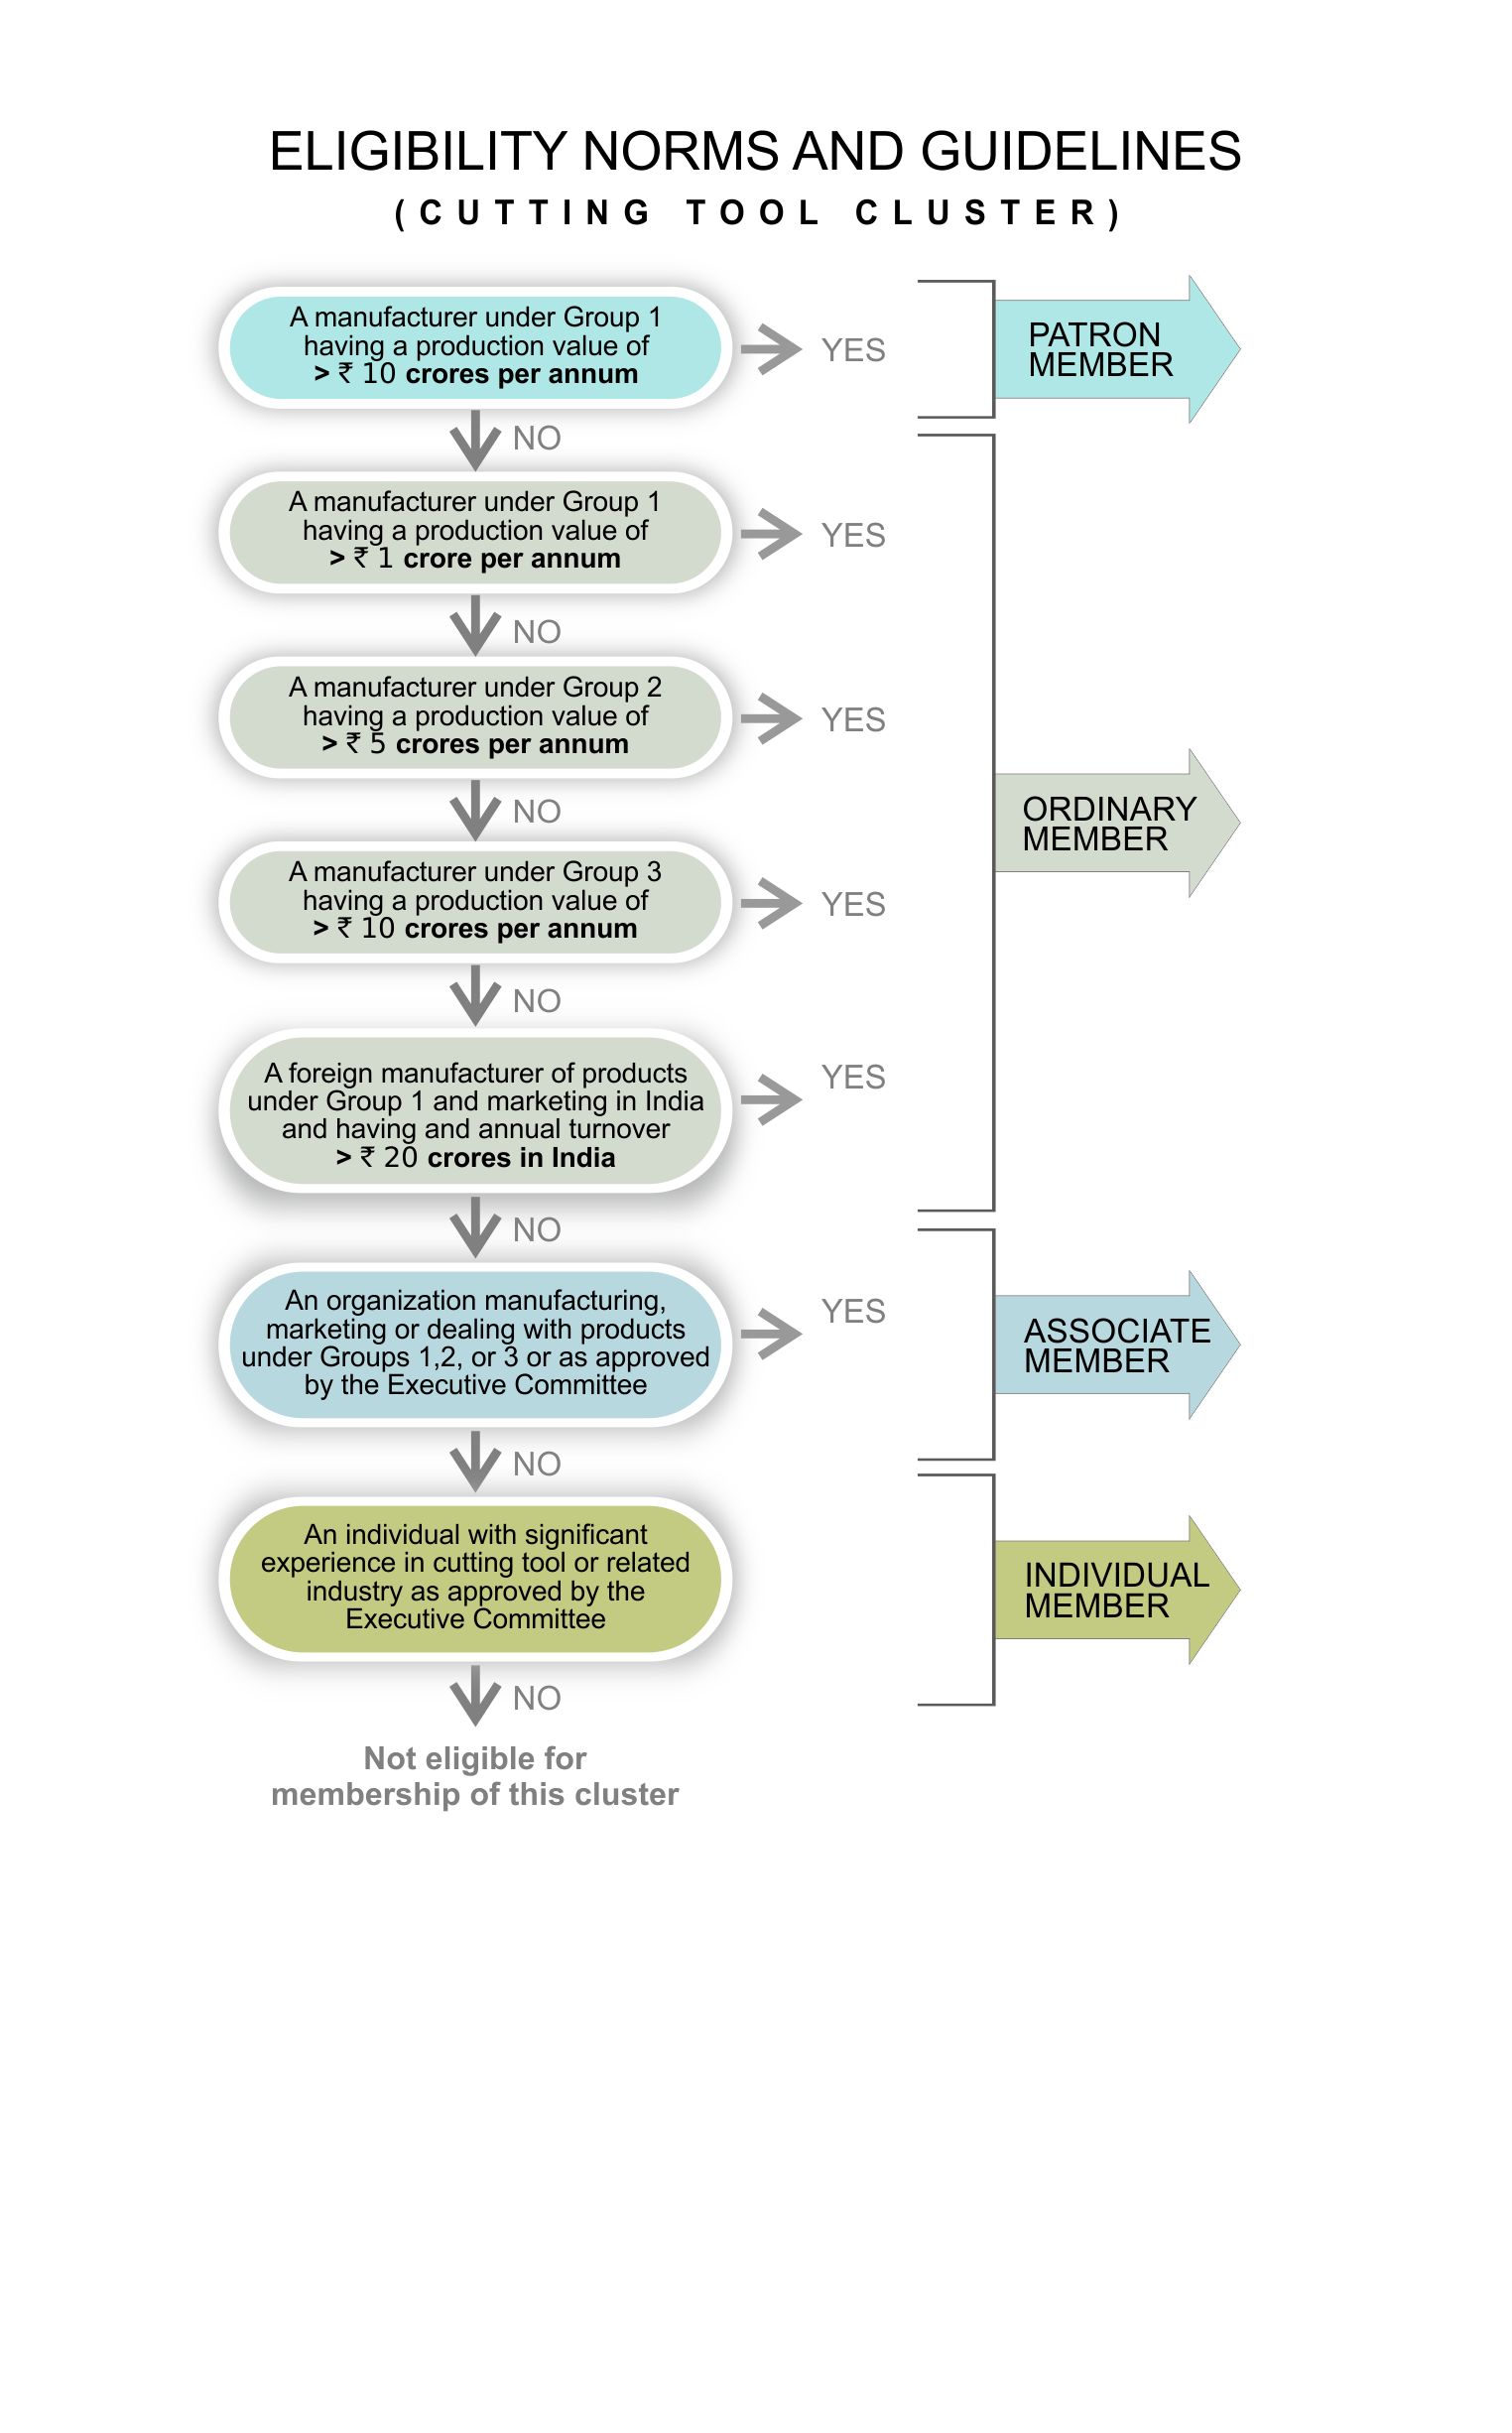 ELIGIBILITY NORMS AND GUIDELINES
(CUTTING TOOL CLUSTER)
A manufacturer under Group 1
having a production value of
> ₹ 10 crores per annum
YES
PATRON
MEMBER
NO
A manufacturer under Group 1
having a production value of
> ₹ 1 crore per annum
YES
NO
A manufacturer under Group 2
having a production value of
> ₹ 5 crores per annum
YES
ORDINARY
MEMBER
NO
A manufacturer under Group 3
having a production value of
> ₹ 10 crores per annum
YES
NO
A foreign manufacturer of products
under Group 1 and marketing in India
and having and annual turnover
> ₹ 20 crores in India
YES
NO
An organization manufacturing,
marketing or dealing with products
under Groups 1,2, or 3 or as approved
by the Executive Committee
YES
ASSOCIATE
MEMBER
NO
An individual with significant
experience in cutting tool or related
industry as approved by the
Executive Committee
INDIVIDUAL
MEMBER
NO
Not eligible for
membership of this cluster